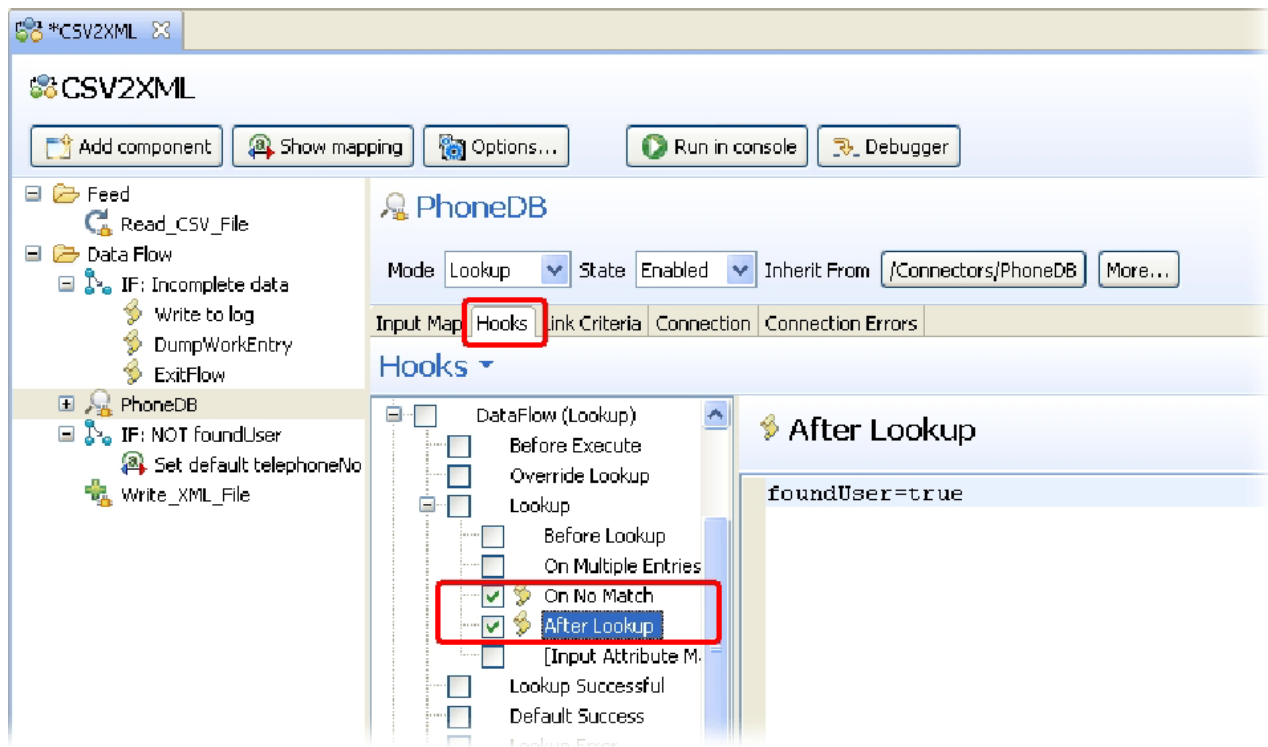 *CSV2XML
CSV2XML
Add component Show mapping Options... Run in console Debugger
Feed
Read_CSV_File
Data Flow
IF: Incomplete data
Write to log
DumpWorkEntry
ExitFlow
PhoneDB
IF: NOT foundUser
Set default telephoneNo
Write_XML_File
PhoneDB
Mode Lookup State Enabled Inherit From /Connectors/PhoneDB More...
Input Map Hooks Link Criteria Connection Connection Errors
Hooks
DataFlow (Lookup)
Before Execute
Override Lookup
Lookup
Before Lookup
On Multiple Entries
On No Match
After Lookup
[Input Attribute M
Lookup Successful
Default Success
Lookup Error
After Lookup
foundUser=true